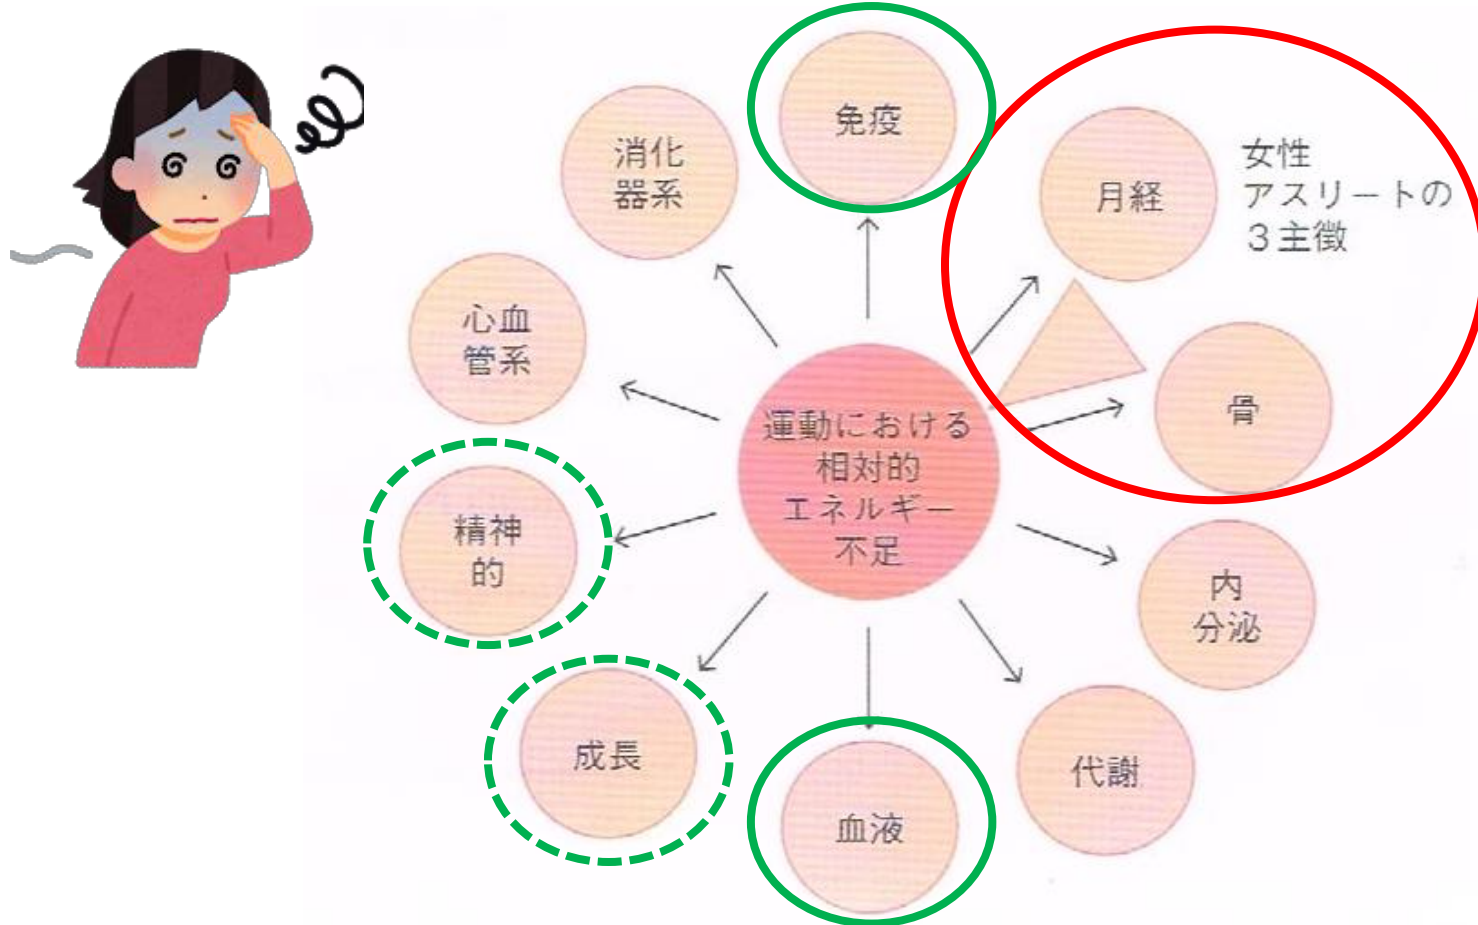 免疫
消化
器系
月経
女性
アスリートの
３主徴
心血
管系
骨
運動における
相対的
エネルギー
不足
精神
的
内
分泌
成長
代謝
血液